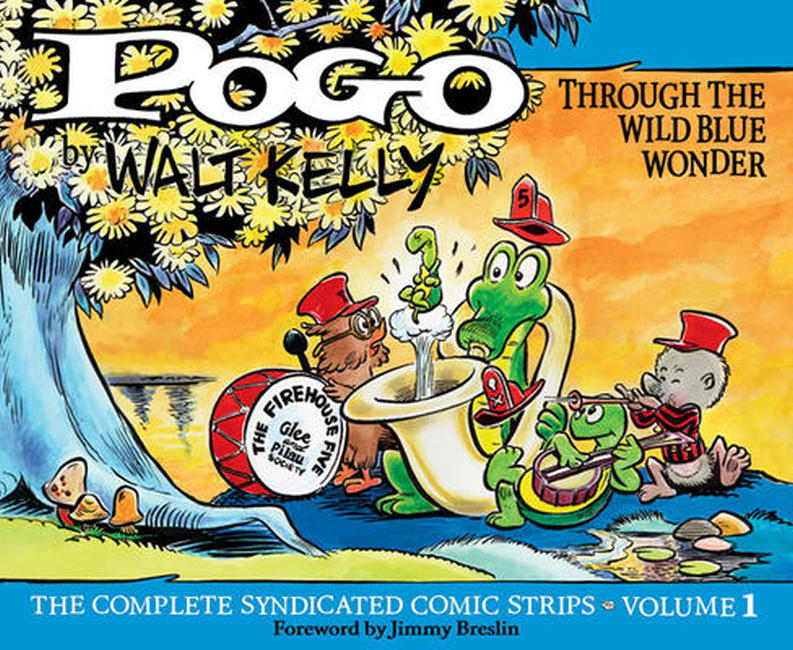 POGO
by WALT KELLY
THROUGH THE
WILD BLUE
WONDER
5
THE FIREHOUSE FIVE
Glee
and
Pilau
SOCIETY
THE COMPLETE SYNDICATED COMIC STRIPS VOLUME 1
Foreword by Jimmy Breslin